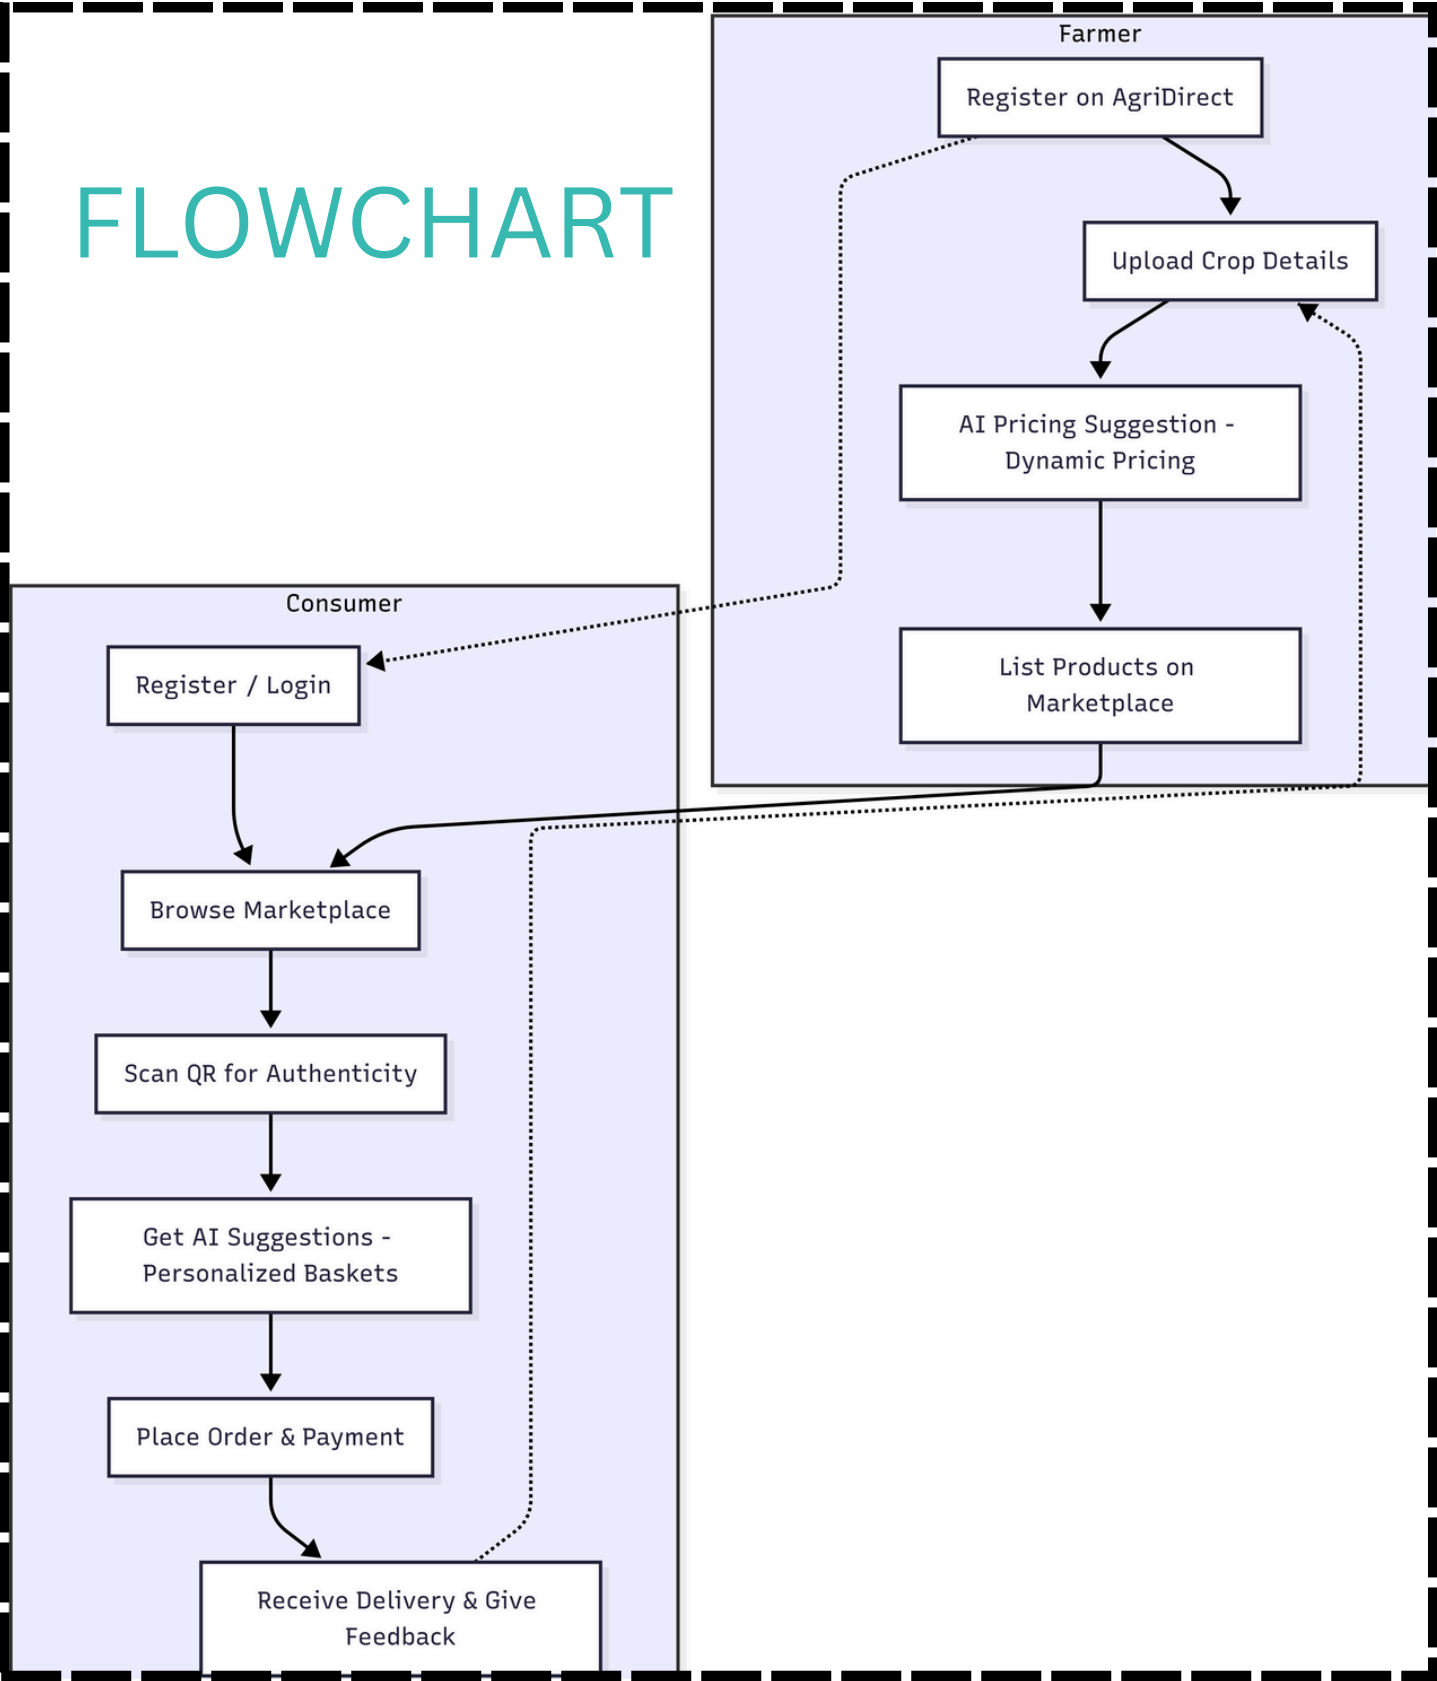 Farmer
Register on AgriDirect
FLOWCHART
Upload Crop Details
AI Pricing Suggestion -
Dynamic Pricing
Consumer
Register / Login
List Products on
Marketplace
Browse Marketplace
Scan QR for Authenticity
Get AI Suggestions -
Personalized Baskets
Place Order & Payment
Receive Delivery & Give
Feedback